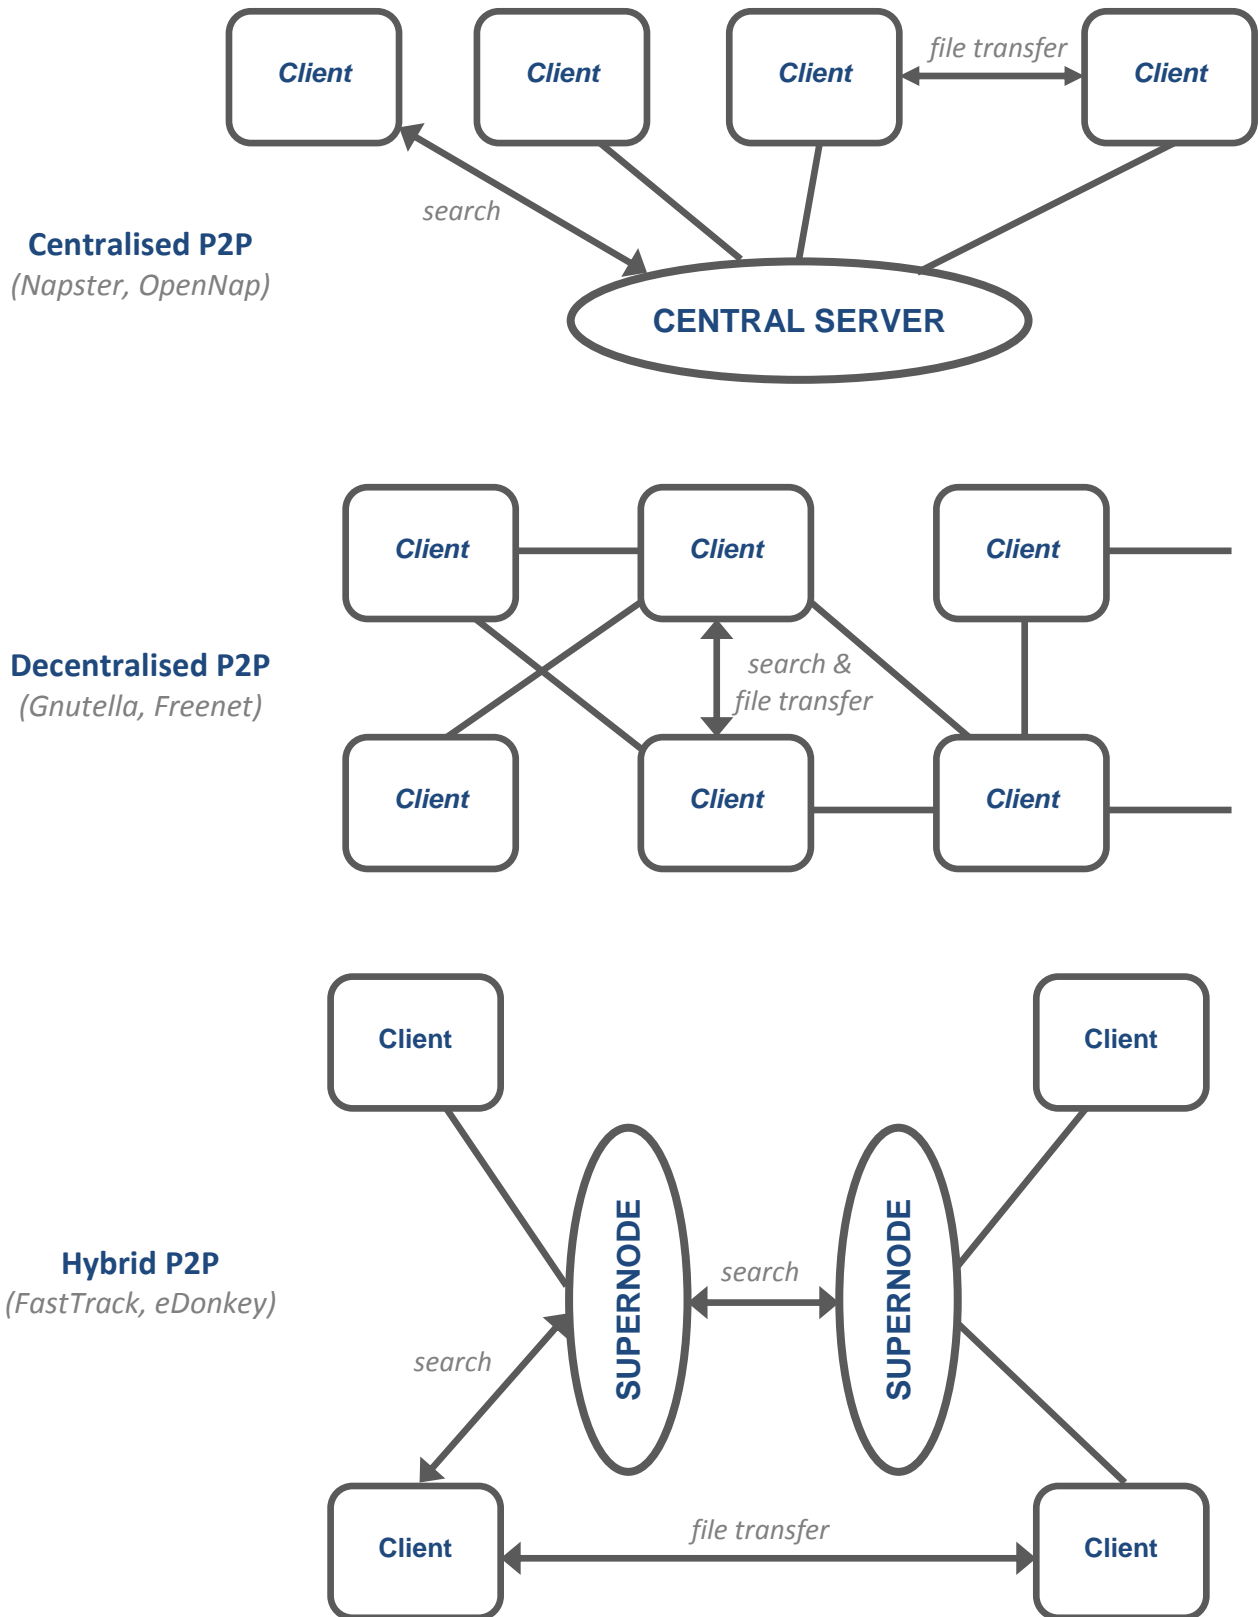 Client
Client
Client
file transfer
Client
search
Centralised P2P
(Napster, OpenNap)
CENTRAL SERVER
Client
Client
Client
Decentralised P2P
(Gnutella, Freenet)
search &
file transfer
Client
Client
Client
Client
Client
Hybrid P2P
(FastTrack, eDonkey)
SUPERNODE
search
SUPERNODE
search
Client
file transfer
Client